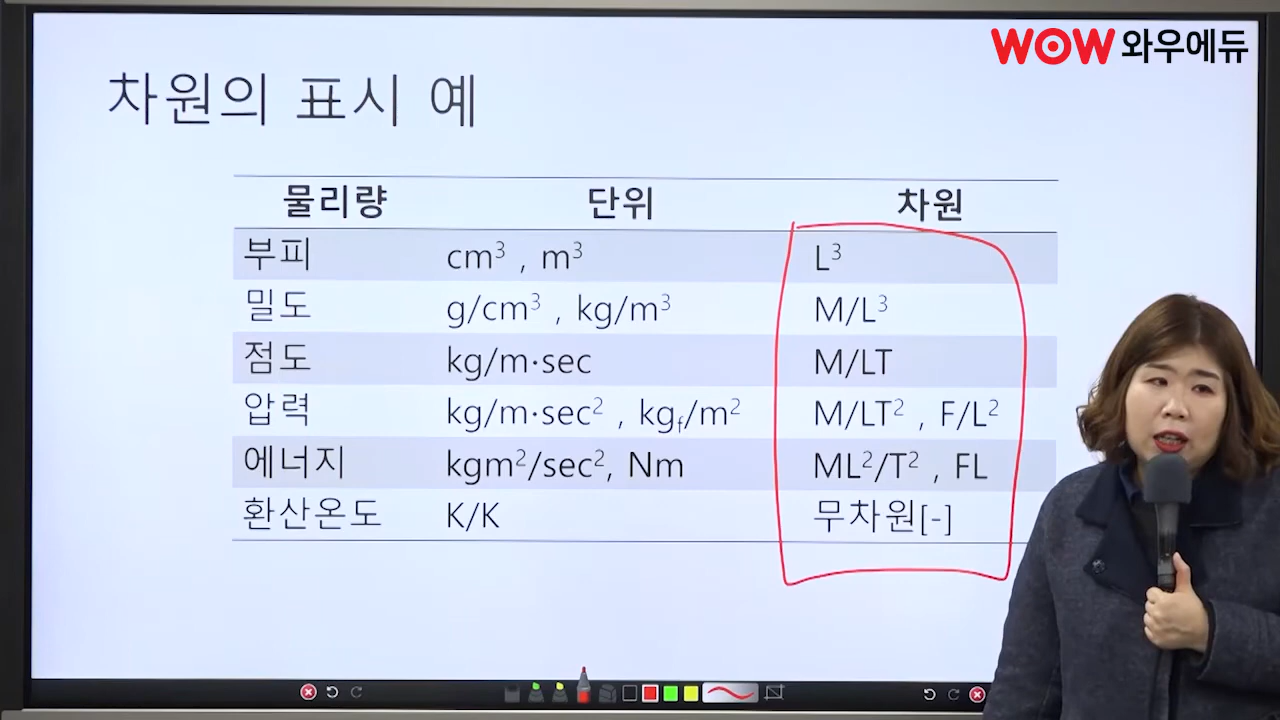 WOW 와우에듀
차원의 표시 예
물리량 단위 차원
부피 cm³ , m³ L³
밀도 g/cm³ , kg/m³ M/L³
점도 kg/m·sec M/LT
압력 kg/m·sec² , kgf/m² M/LT² , F/L²
에너지 kgm²/sec², Nm ML²/T² , FL
환산온도 K/K 무차원[-]